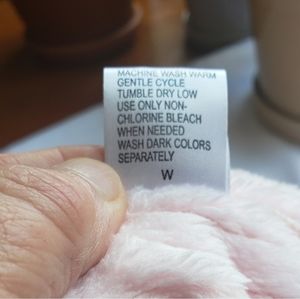 MACHINE WASH WARM
GENTLE CYCLE
TUMBLE DRY LOW
USE ONLY NON-
CHLORINE BLEACH
WHEN NEEDED
WASH DARK COLORS
SEPARATELY
W